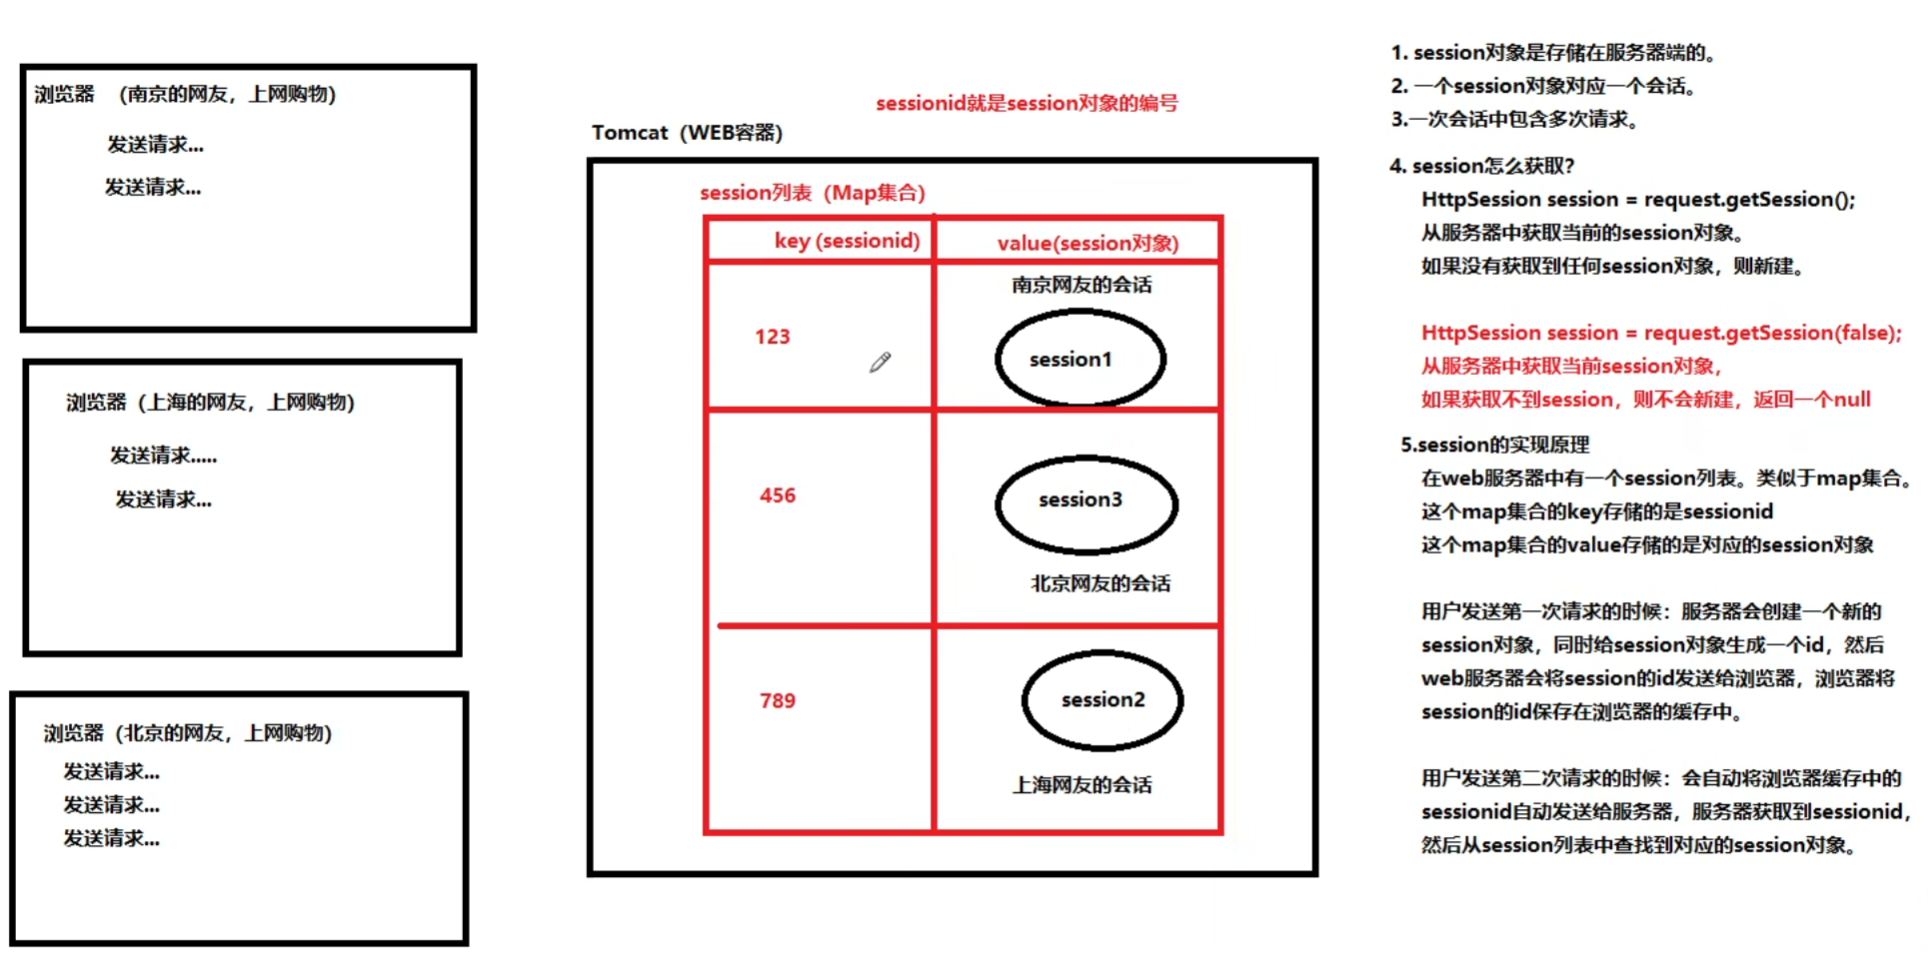 浏览器 （南京的网友，上网购物）
发送请求...
发送请求...
浏览器（上海的网友，上网购物）
发送请求.....
发送请求...
浏览器（北京的网友，上网购物）
发送请求...
发送请求...
发送请求...
sessionid就是session对象的编号
Tomcat（WEB容器）
session列表（Map集合）
key (sessionid)
value(session对象)
123
南京网友的会话
session1
456
session3
北京网友的会话
789
session2
上海网友的会话
1. session对象是存储在服务器端的。
2. 一个session对象对应一个会话。
3.一次会话中包含多次请求。
4. session怎么获取？
HttpSession session = request.getSession();
从服务器中获取当前的session对象。
如果没有获取到任何session对象，则新建。
HttpSession session = request.getSession(false);
从服务器中获取当前session对象，
如果获取不到session，则不会新建，返回一个null
5.session的实现原理
在web服务器中有一个session列表。类似于map集合。
这个map集合的key存储的是sessionid
这个map集合的value存储的是对应的session对象
用户发送第一次请求的时候：服务器会创建一个新的
session对象，同时给session对象生成一个id，然后
web服务器会将session的id发送给浏览器，浏览器将
session的id保存在浏览器的缓存中。
用户发送第二次请求的时候：会自动将浏览器缓存中的
sessionid自动发送给服务器，服务器获取到sessionid，
然后从session列表中查找到对应的session对象。